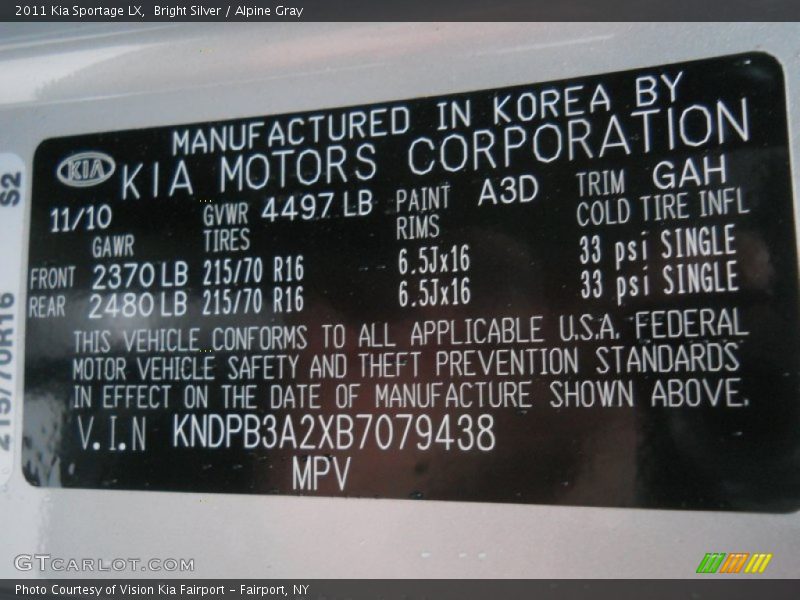 2011 Kia Sportage LX, Bright Silver / Alpine Gray
MANUFACTURED IN KOREA BY
KIA KIA MOTORS CORPORATION
11/10 GVWR 4497 LB PAINT A3D TRIM GAH
GAWR TIRES RIMS COLD TIRE INFL
FRONT 2370 LB 215/70 R16 6.5Jx16 33 psi SINGLE
REAR 2480 LB 215/70 R16 6.5Jx16 33 psi SINGLE
THIS VEHICLE CONFORMS TO ALL APPLICABLE U.S.A. FEDERAL
MOTOR VEHICLE SAFETY AND THEFT PREVENTION STANDARDS
IN EFFECT ON THE DATE OF MANUFACTURE SHOWN ABOVE.
V.I.N KNDPB3A2XB7079438
MPV
S2
215/70R16
GTCARLOT.COM
Photo Courtesy of Vision Kia Fairport – Fairport, NY